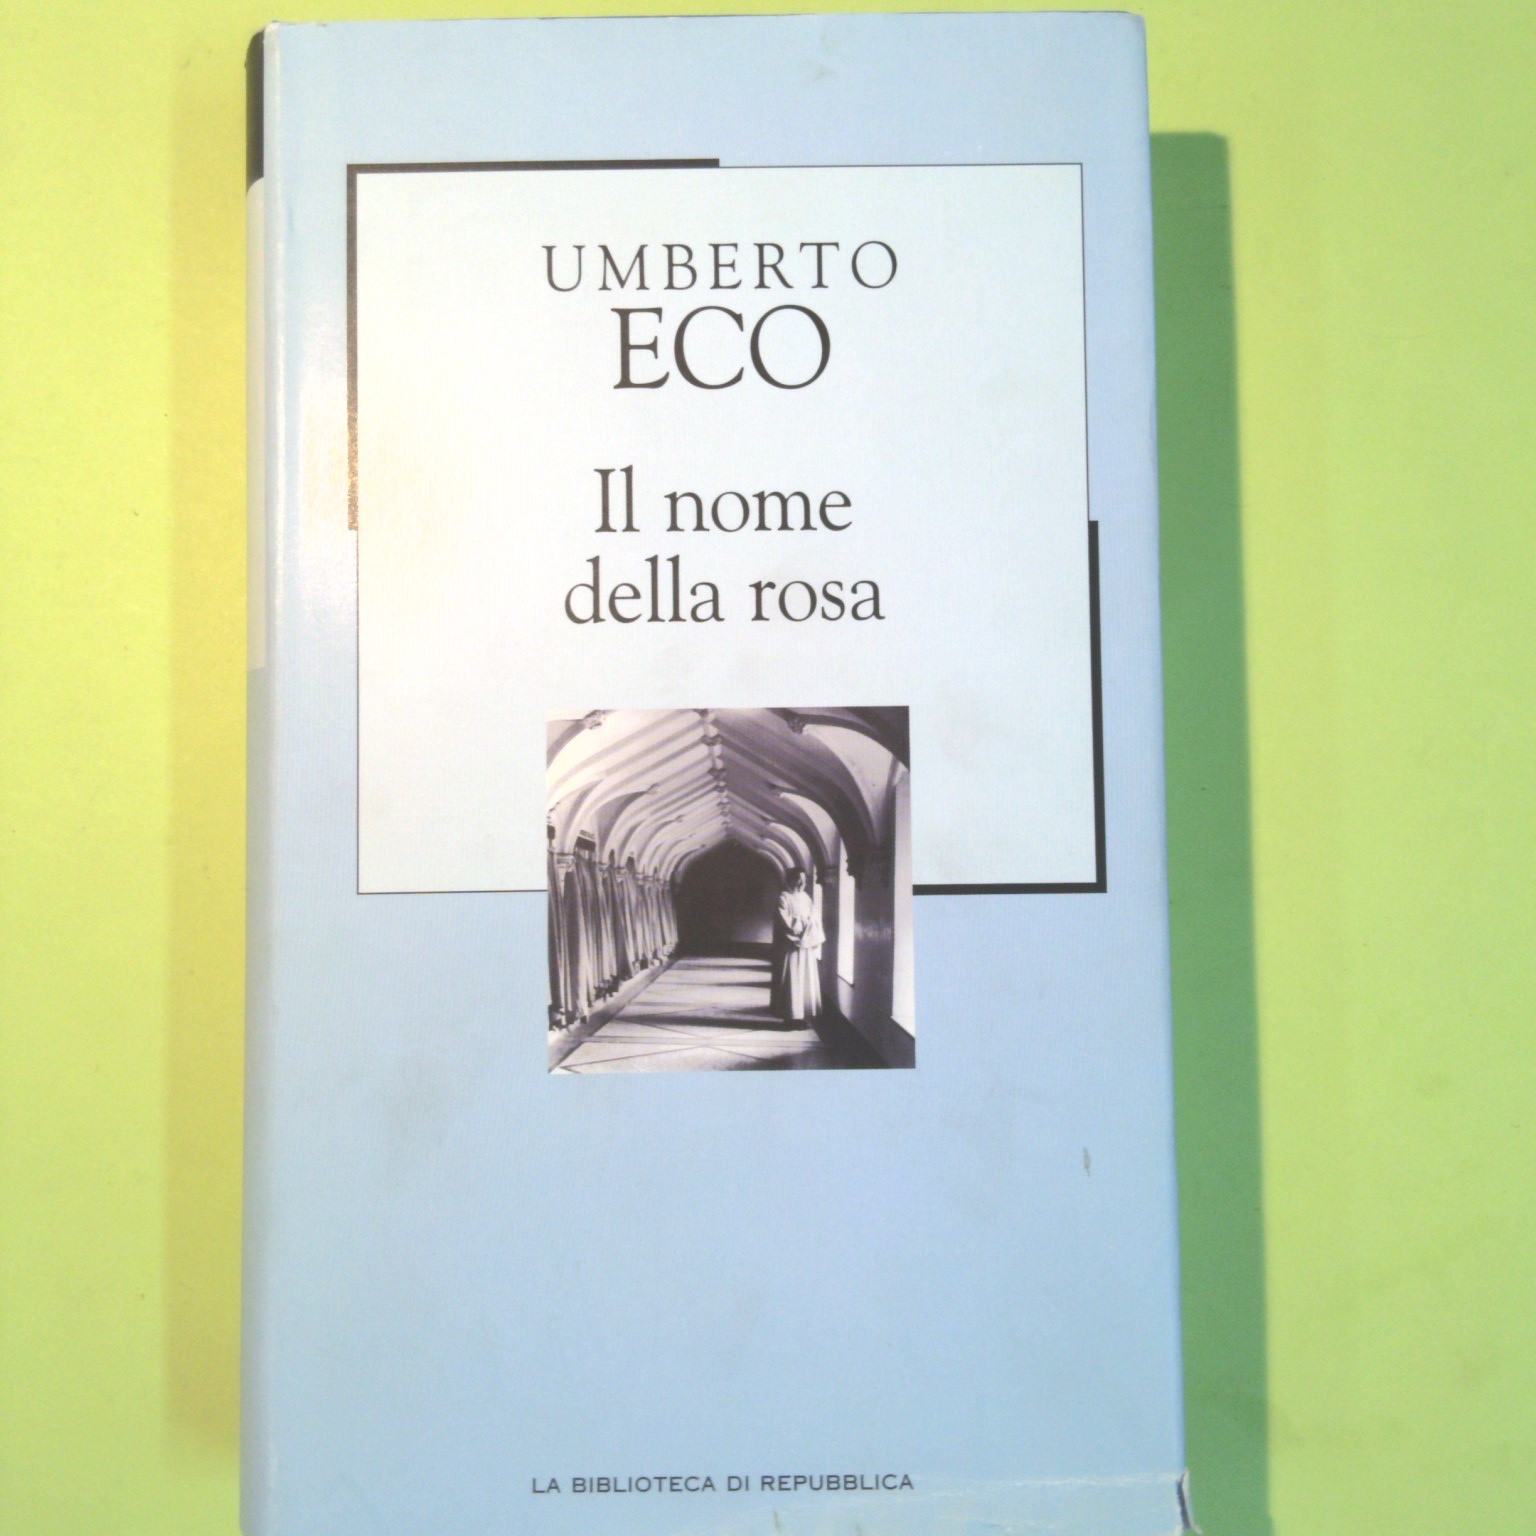 UMBERTO
ECO
Il nome
della rosa
LA BIBLIOTECA DI REPUBBLICA